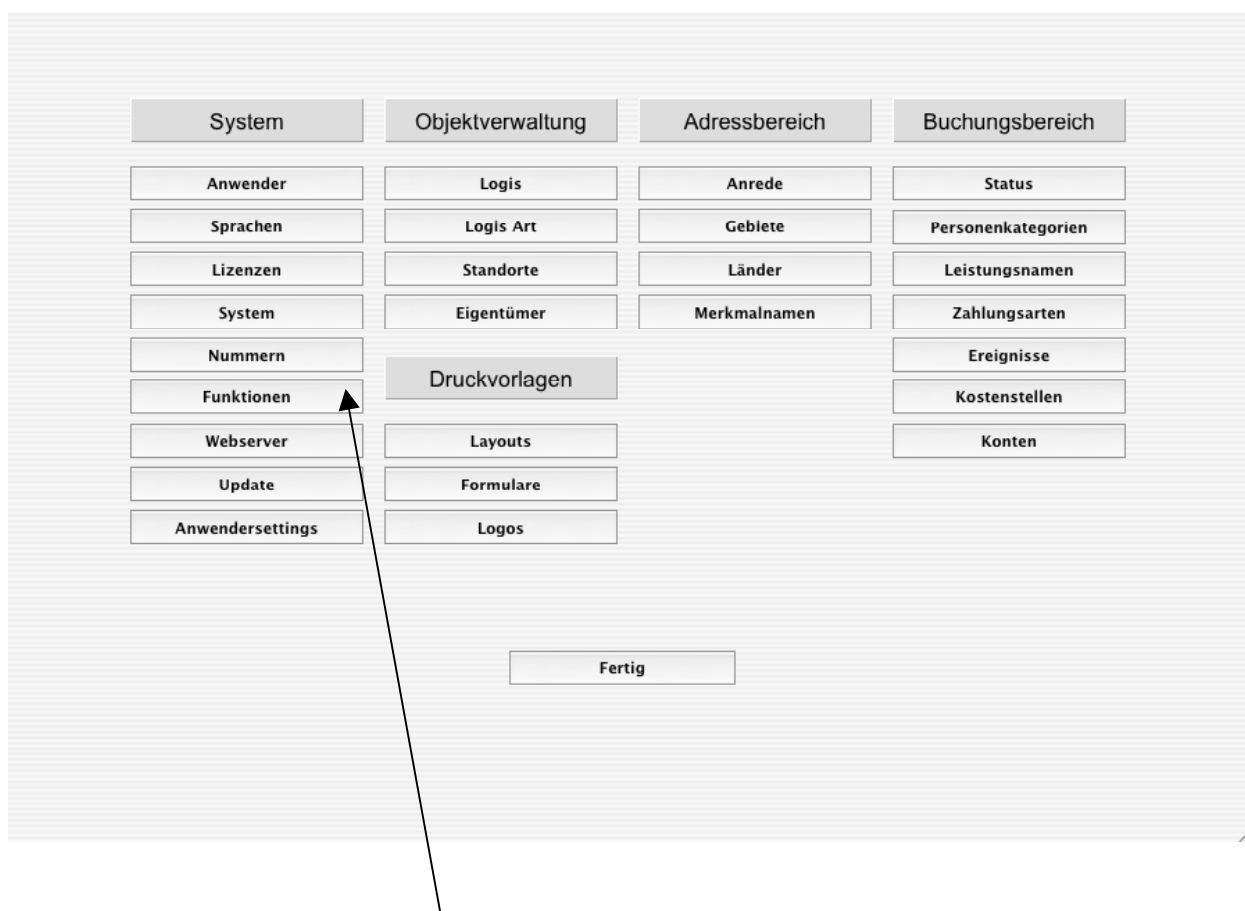 System
Anwender
Sprachen
Lizenzen
System
Nummern
Funktionen
Webserver
Update
Anwendersettings
Objektverwaltung
Logis
Logis Art
Standorte
Eigentümer
Druckvorlagen
Layouts
Formulare
Logos
Adressbereich
Anrede
Gebiete
Länder
Merkmalnamen
Buchungsbereich
Status
Personenkategorien
Leistungsnamen
Zahlungsarten
Ereignisse
Kostenstellen
Konten
Fertig